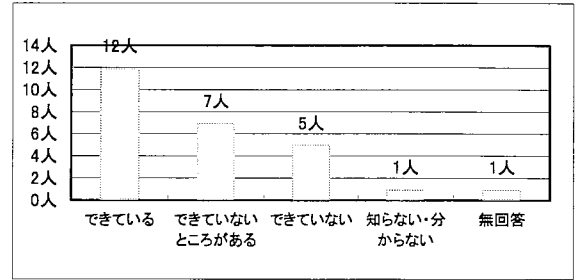 14人
12人
10人
8人
6人
4人
2人
0人
12人
7人
5人
1人
1人
できている
できていない
ところがある
できていない
知らない・分
からない
無回答